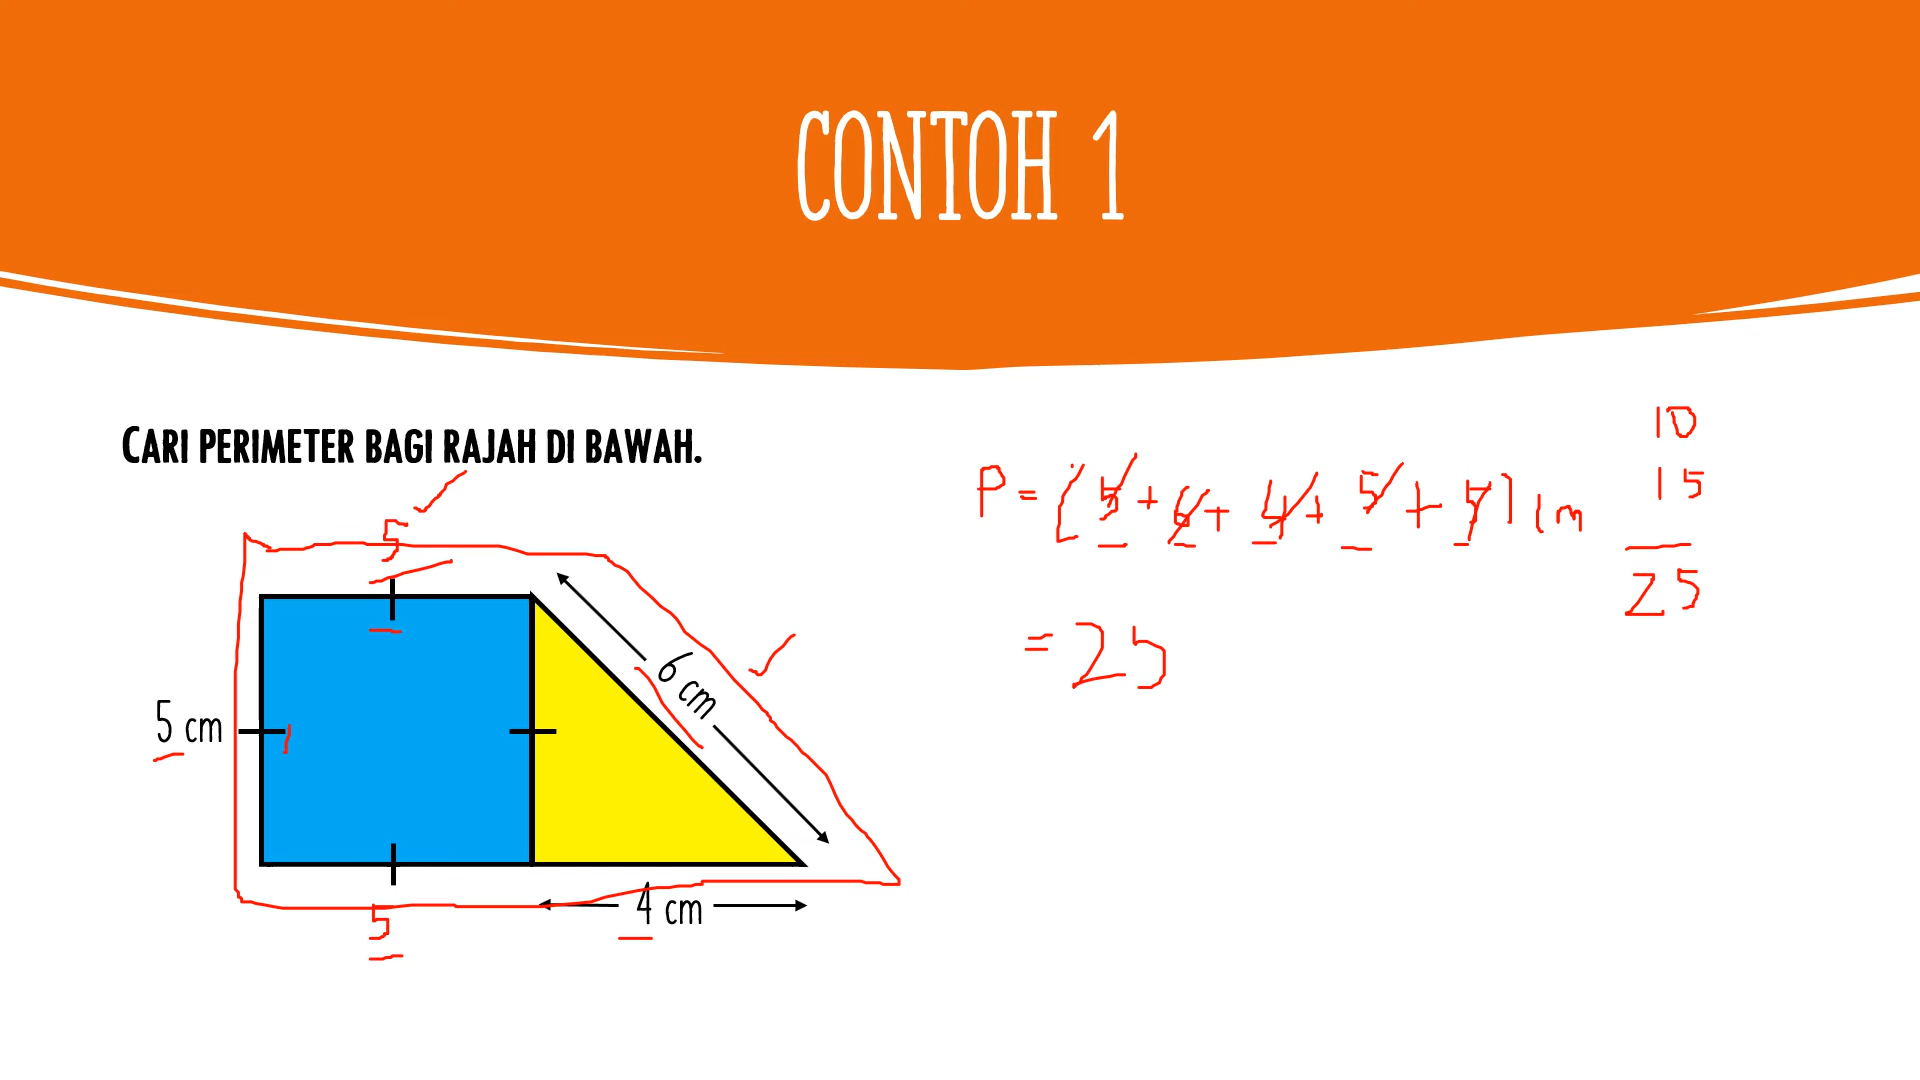 CONTOH 1
CARI PERIMETER BAGI RAJAH DI BAWAH.
5
5 cm
6 cm
4 cm
5
P = (5 + 6 + 4 + 5 + 5) cm
= 25
10
15
25